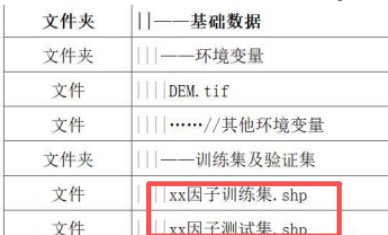 文件夹 ||——基础数据
文件夹 |||——环境变量
文件 ||||DEM.tif
文件 ||||……//其他环境变量
文件夹 |||——训练集及验证集
文件 ||||xx因子训练集.shp
文件 ||||xx因子测试集.shp